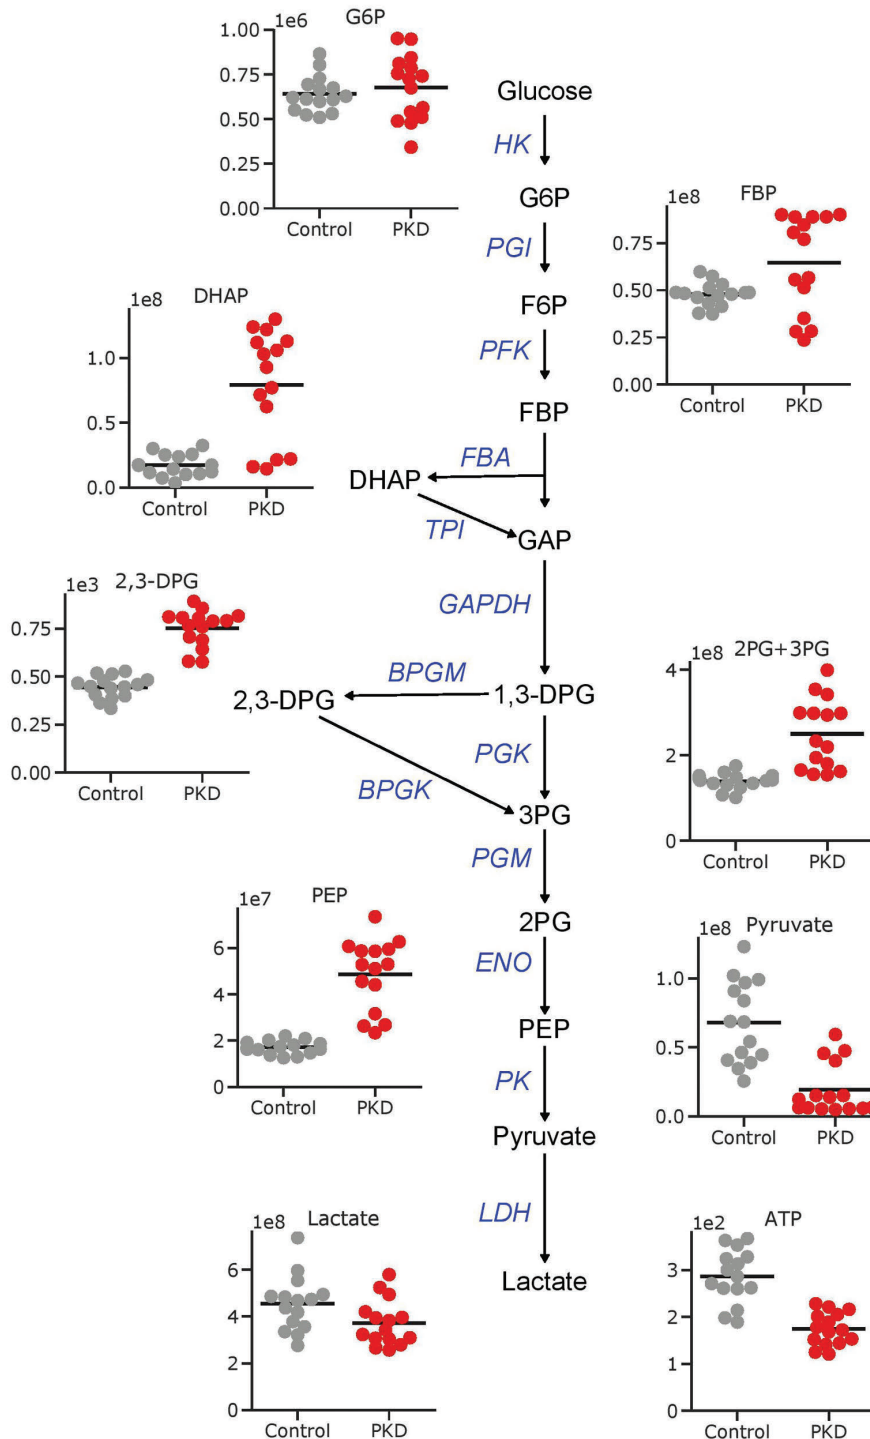 1e6
G6P
1.00
0.75
0.50
0.25
0.00
Control
PKD
Glucose
HK
G6P
PGI
F6P
PFK
FBP
FBA
DHAP
TPI
GAP
GAPDH
BPGM
2,3-DPG
1,3-DPG
PGK
BPGK
3PG
PGM
2PG
ENO
PEP
PK
Pyruvate
LDH
Lactate
1e8
FBP
0.75
0.50
0.25
0.00
Control
PKD
1e8
DHAP
1.0
0.5
0.0
Control
PKD
1e3
2,3-DPG
0.75
0.50
0.25
0.00
Control
PKD
1e8
2PG+3PG
4
2
0
Control
PKD
1e7
PEP
6
4
2
0
Control
PKD
1e8
Pyruvate
1.0
0.5
0.0
Control
PKD
1e8
Lactate
6
4
2
0
Control
PKD
1e2
ATP
3
2
1
0
Control
PKD